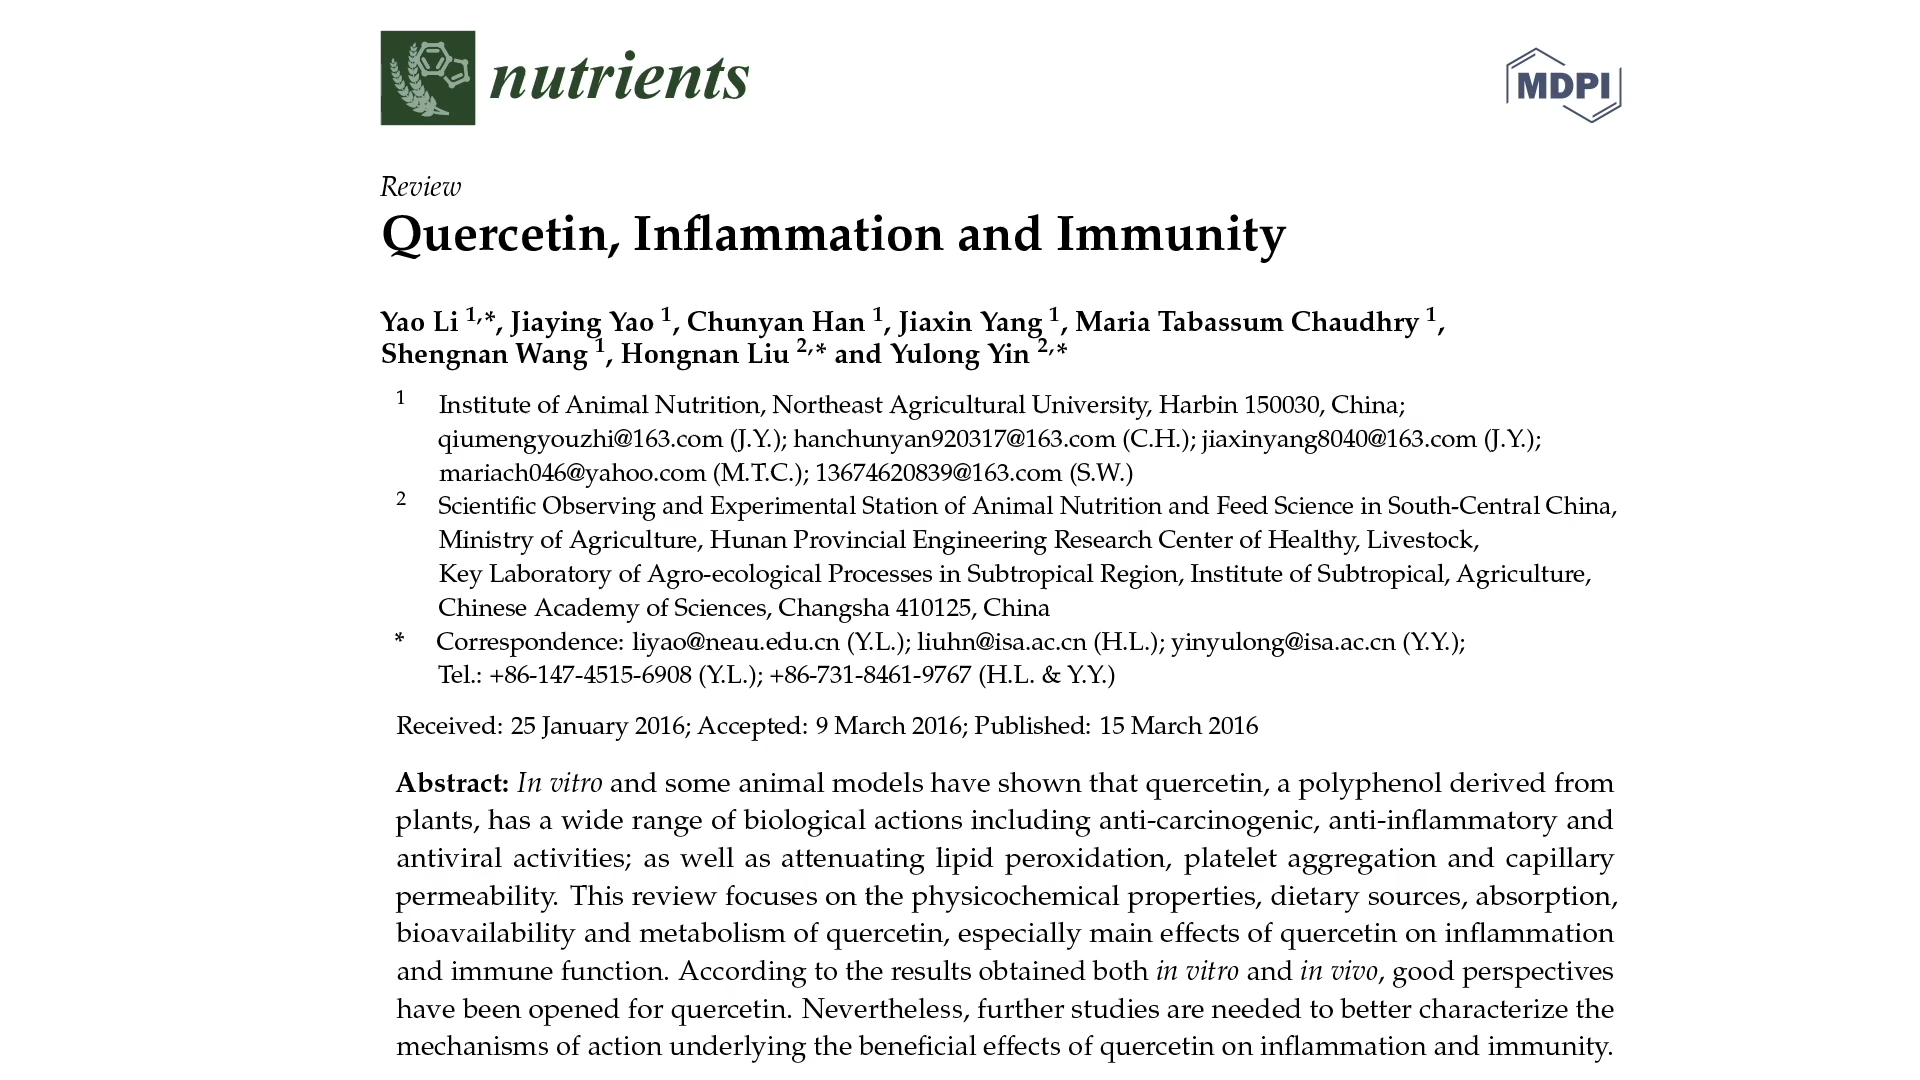 nutrients
MDPI
Review
Quercetin, Inflammation and Immunity
Yao Li 1,*, Jiaying Yao 1, Chunyan Han 1, Jiaxin Yang 1, Maria Tabassum Chaudhry 1,
Shengnan Wang 1, Hongnan Liu 2,* and Yulong Yin 2,*
1 Institute of Animal Nutrition, Northeast Agricultural University, Harbin 150030, China;
qiumengyouzhi@163.com (J.Y.); hanchunyan920317@163.com (C.H.); jiaxinyang8040@163.com (J.Y.);
mariach046@yahoo.com (M.T.C.); 13674620839@163.com (S.W.)
2 Scientific Observing and Experimental Station of Animal Nutrition and Feed Science in South-Central China,
Ministry of Agriculture, Hunan Provincial Engineering Research Center of Healthy, Livestock,
Key Laboratory of Agro-ecological Processes in Subtropical Region, Institute of Subtropical, Agriculture,
Chinese Academy of Sciences, Changsha 410125, China
* Correspondence: liyao@neau.edu.cn (Y.L.); liuhn@isa.ac.cn (H.L.); yinyulong@isa.ac.cn (Y.Y.);
Tel.: +86-147-4515-6908 (Y.L.); +86-731-8461-9767 (H.L. & Y.Y.)
Received: 25 January 2016; Accepted: 9 March 2016; Published: 15 March 2016
Abstract: In vitro and some animal models have shown that quercetin, a polyphenol derived from
plants, has a wide range of biological actions including anti-carcinogenic, anti-inflammatory and
antiviral activities; as well as attenuating lipid peroxidation, platelet aggregation and capillary
permeability. This review focuses on the physicochemical properties, dietary sources, absorption,
bioavailability and metabolism of quercetin, especially main effects of quercetin on inflammation
and immune function. According to the results obtained both in vitro and in vivo, good perspectives
have been opened for quercetin. Nevertheless, further studies are needed to better characterize the
mechanisms of action underlying the beneficial effects of quercetin on inflammation and immunity.